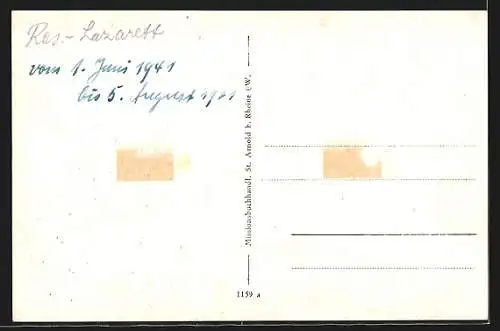 Res.-Lazarett
vom 1. Juni 1941
bis 5. August 1941
Missionsbuchhandl. St. Arnold b. Rheine i/W.
1159 a